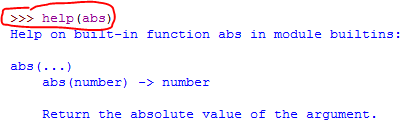 >>> help(abs)
Help on built-in function abs in module builtins:
abs(...)
abs(number) -> number
Return the absolute value of the argument.